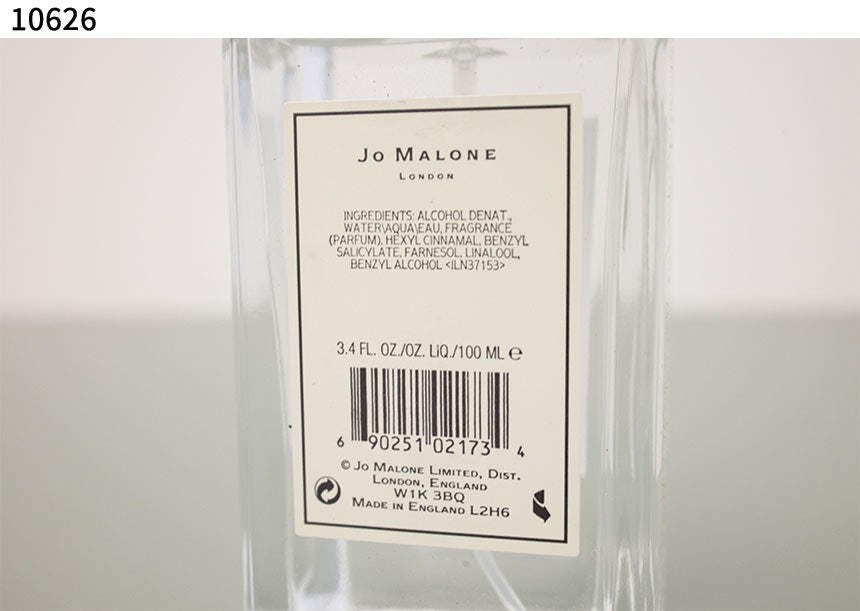 10626
JO MALONE
LONDON
INGREDIENTS: ALCOHOL DENAT.,
WATER\AQUA\EAU, FRAGRANCE
(PARFUM), HEXYL CINNAMAL, BENZYL
SALICYLATE, FARNESOL, LINALOOL,
BENZYL ALCOHOL <ILN37153>
3.4 FL. OZ./OZ. LIQ./100 ML ℮
6 90251 02173 4
© JO MALONE LIMITED, DIST.
LONDON, ENGLAND
W1K 3BQ
MADE IN ENGLAND L2H6